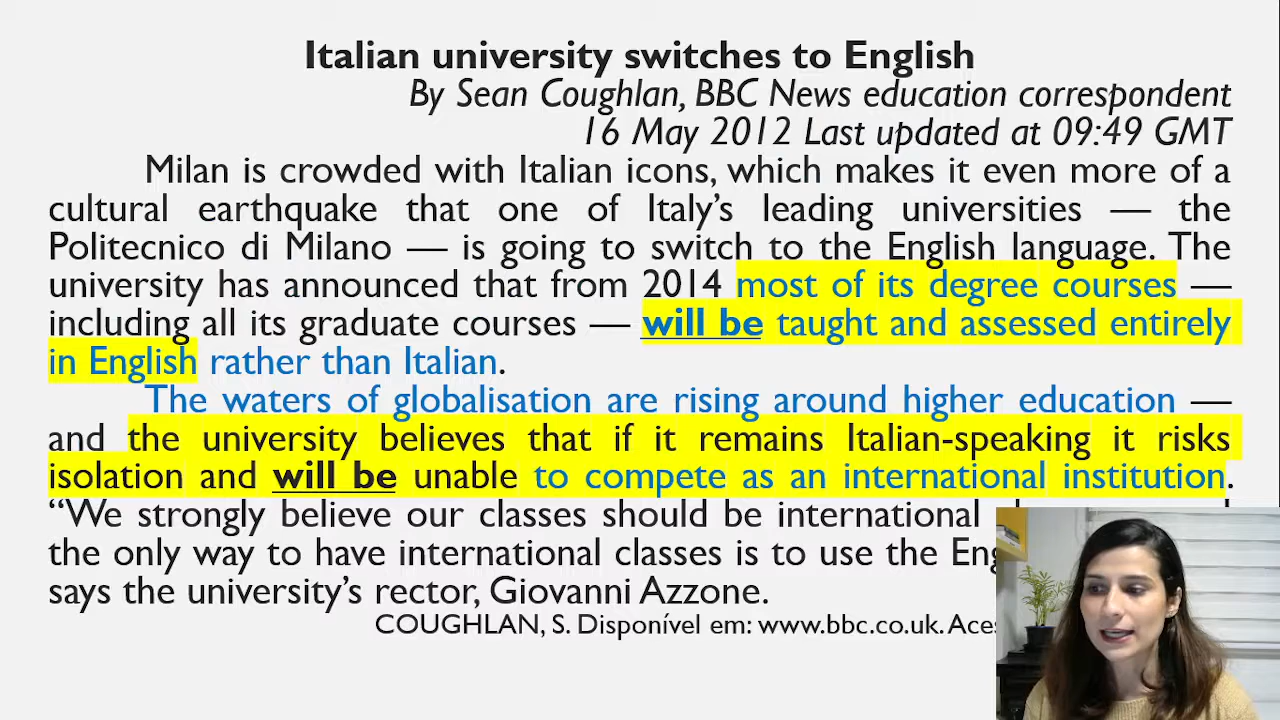 Italian university switches to English
By Sean Coughlan, BBC News education correspondent
16 May 2012 Last updated at 09:49 GMT
Milan is crowded with Italian icons, which makes it even more of a
cultural earthquake that one of Italy’s leading universities — the
Politecnico di Milano — is going to switch to the English language. The
university has announced that from 2014 most of its degree courses —
including all its graduate courses — will be taught and assessed entirely
in English rather than Italian.
The waters of globalisation are rising around higher education —
and the university believes that if it remains Italian-speaking it risks
isolation and will be unable to compete as an international institution.
“We strongly believe our classes should be international
the only way to have international classes is to use the
says the university’s rector, Giovanni Azzone.
COUGHLAN, S. Disponível em: www.bbc.co.uk.